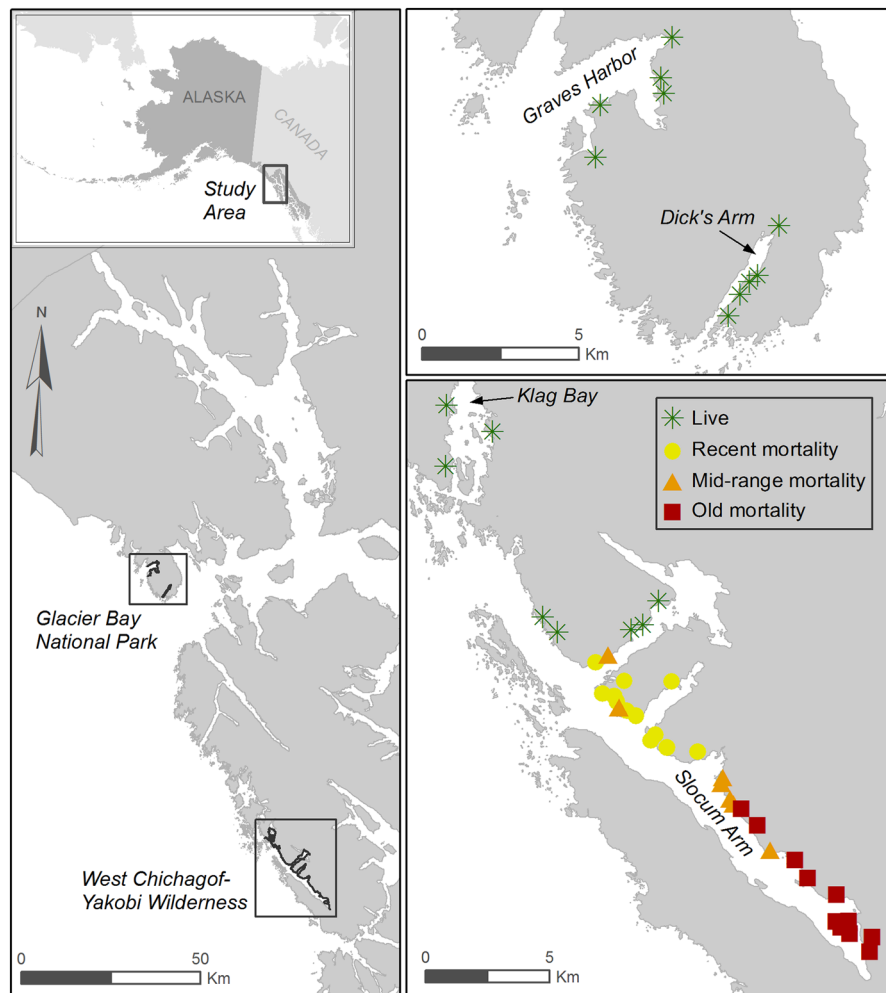 ALASKA
CANADA
Study
Area
N
Glacier Bay
National Park
West Chichagof-
Yakobi Wilderness
0 50
Km
Graves Harbor
Dick's Arm
0 5
Km
Klag Bay
Live
Recent mortality
Mid-range mortality
Old mortality
Slocum Arm
0 5
Km